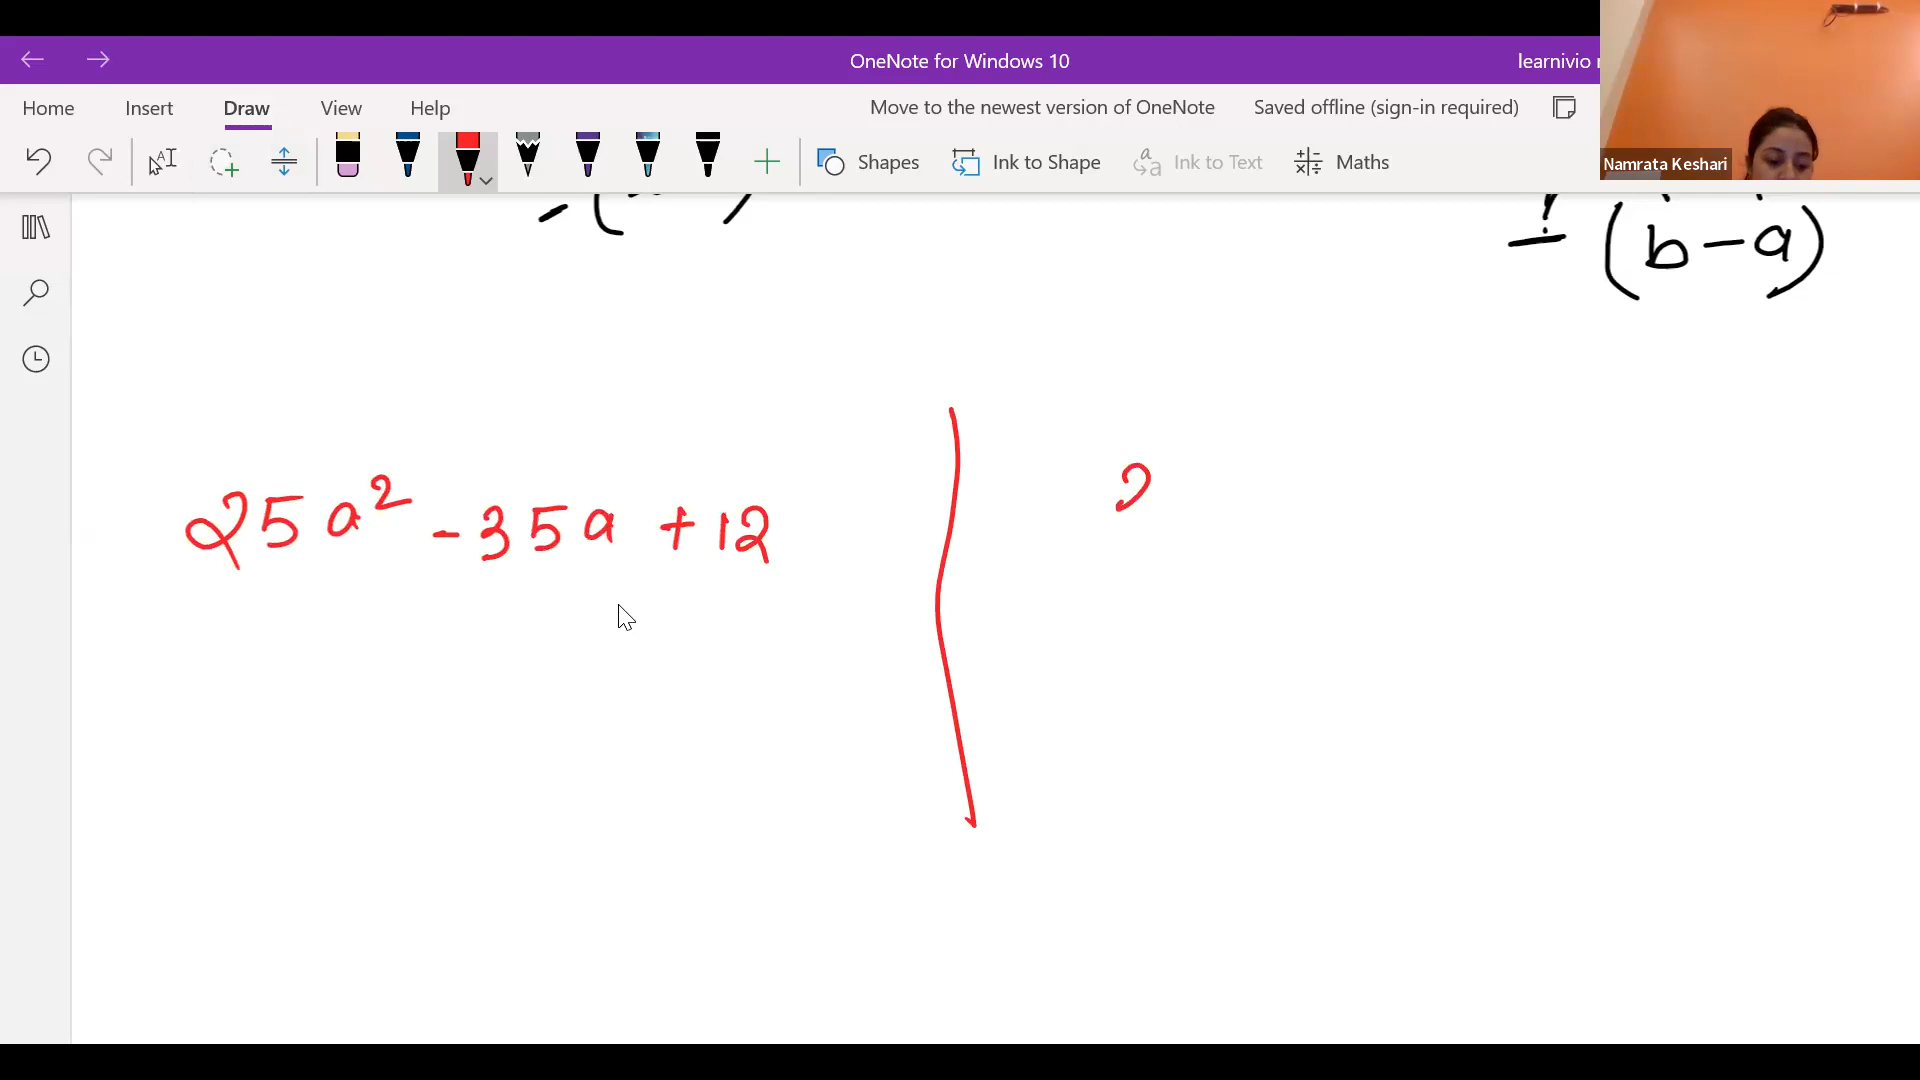 OneNote for Windows 10
learnivio
Home Insert Draw View Help
Move to the newest version of OneNote Saved offline (sign-in required)
Shapes Ink to Shape Ink to Text Maths
Namrata Keshari
(b-a)
25a² -35a +12
2